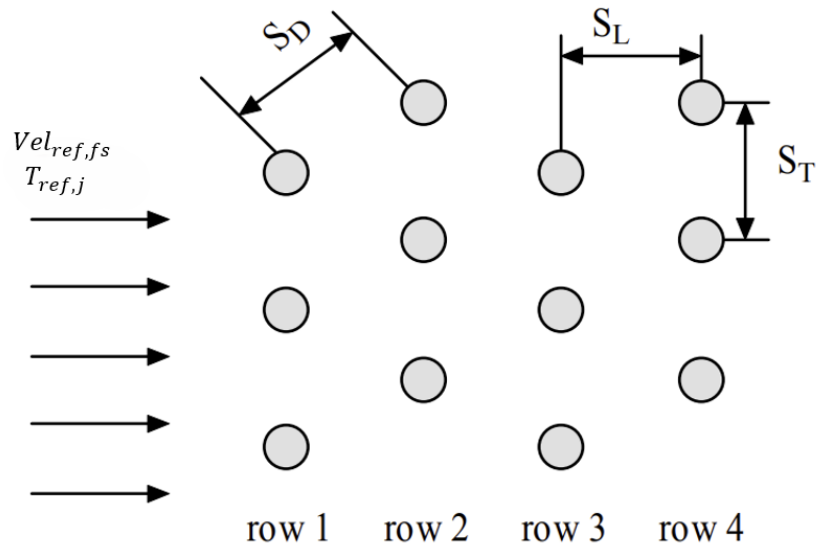 S_D
S_L
Vel_{ref,fs}
T_{ref,j}
S_T
row 1 row 2 row 3 row 4